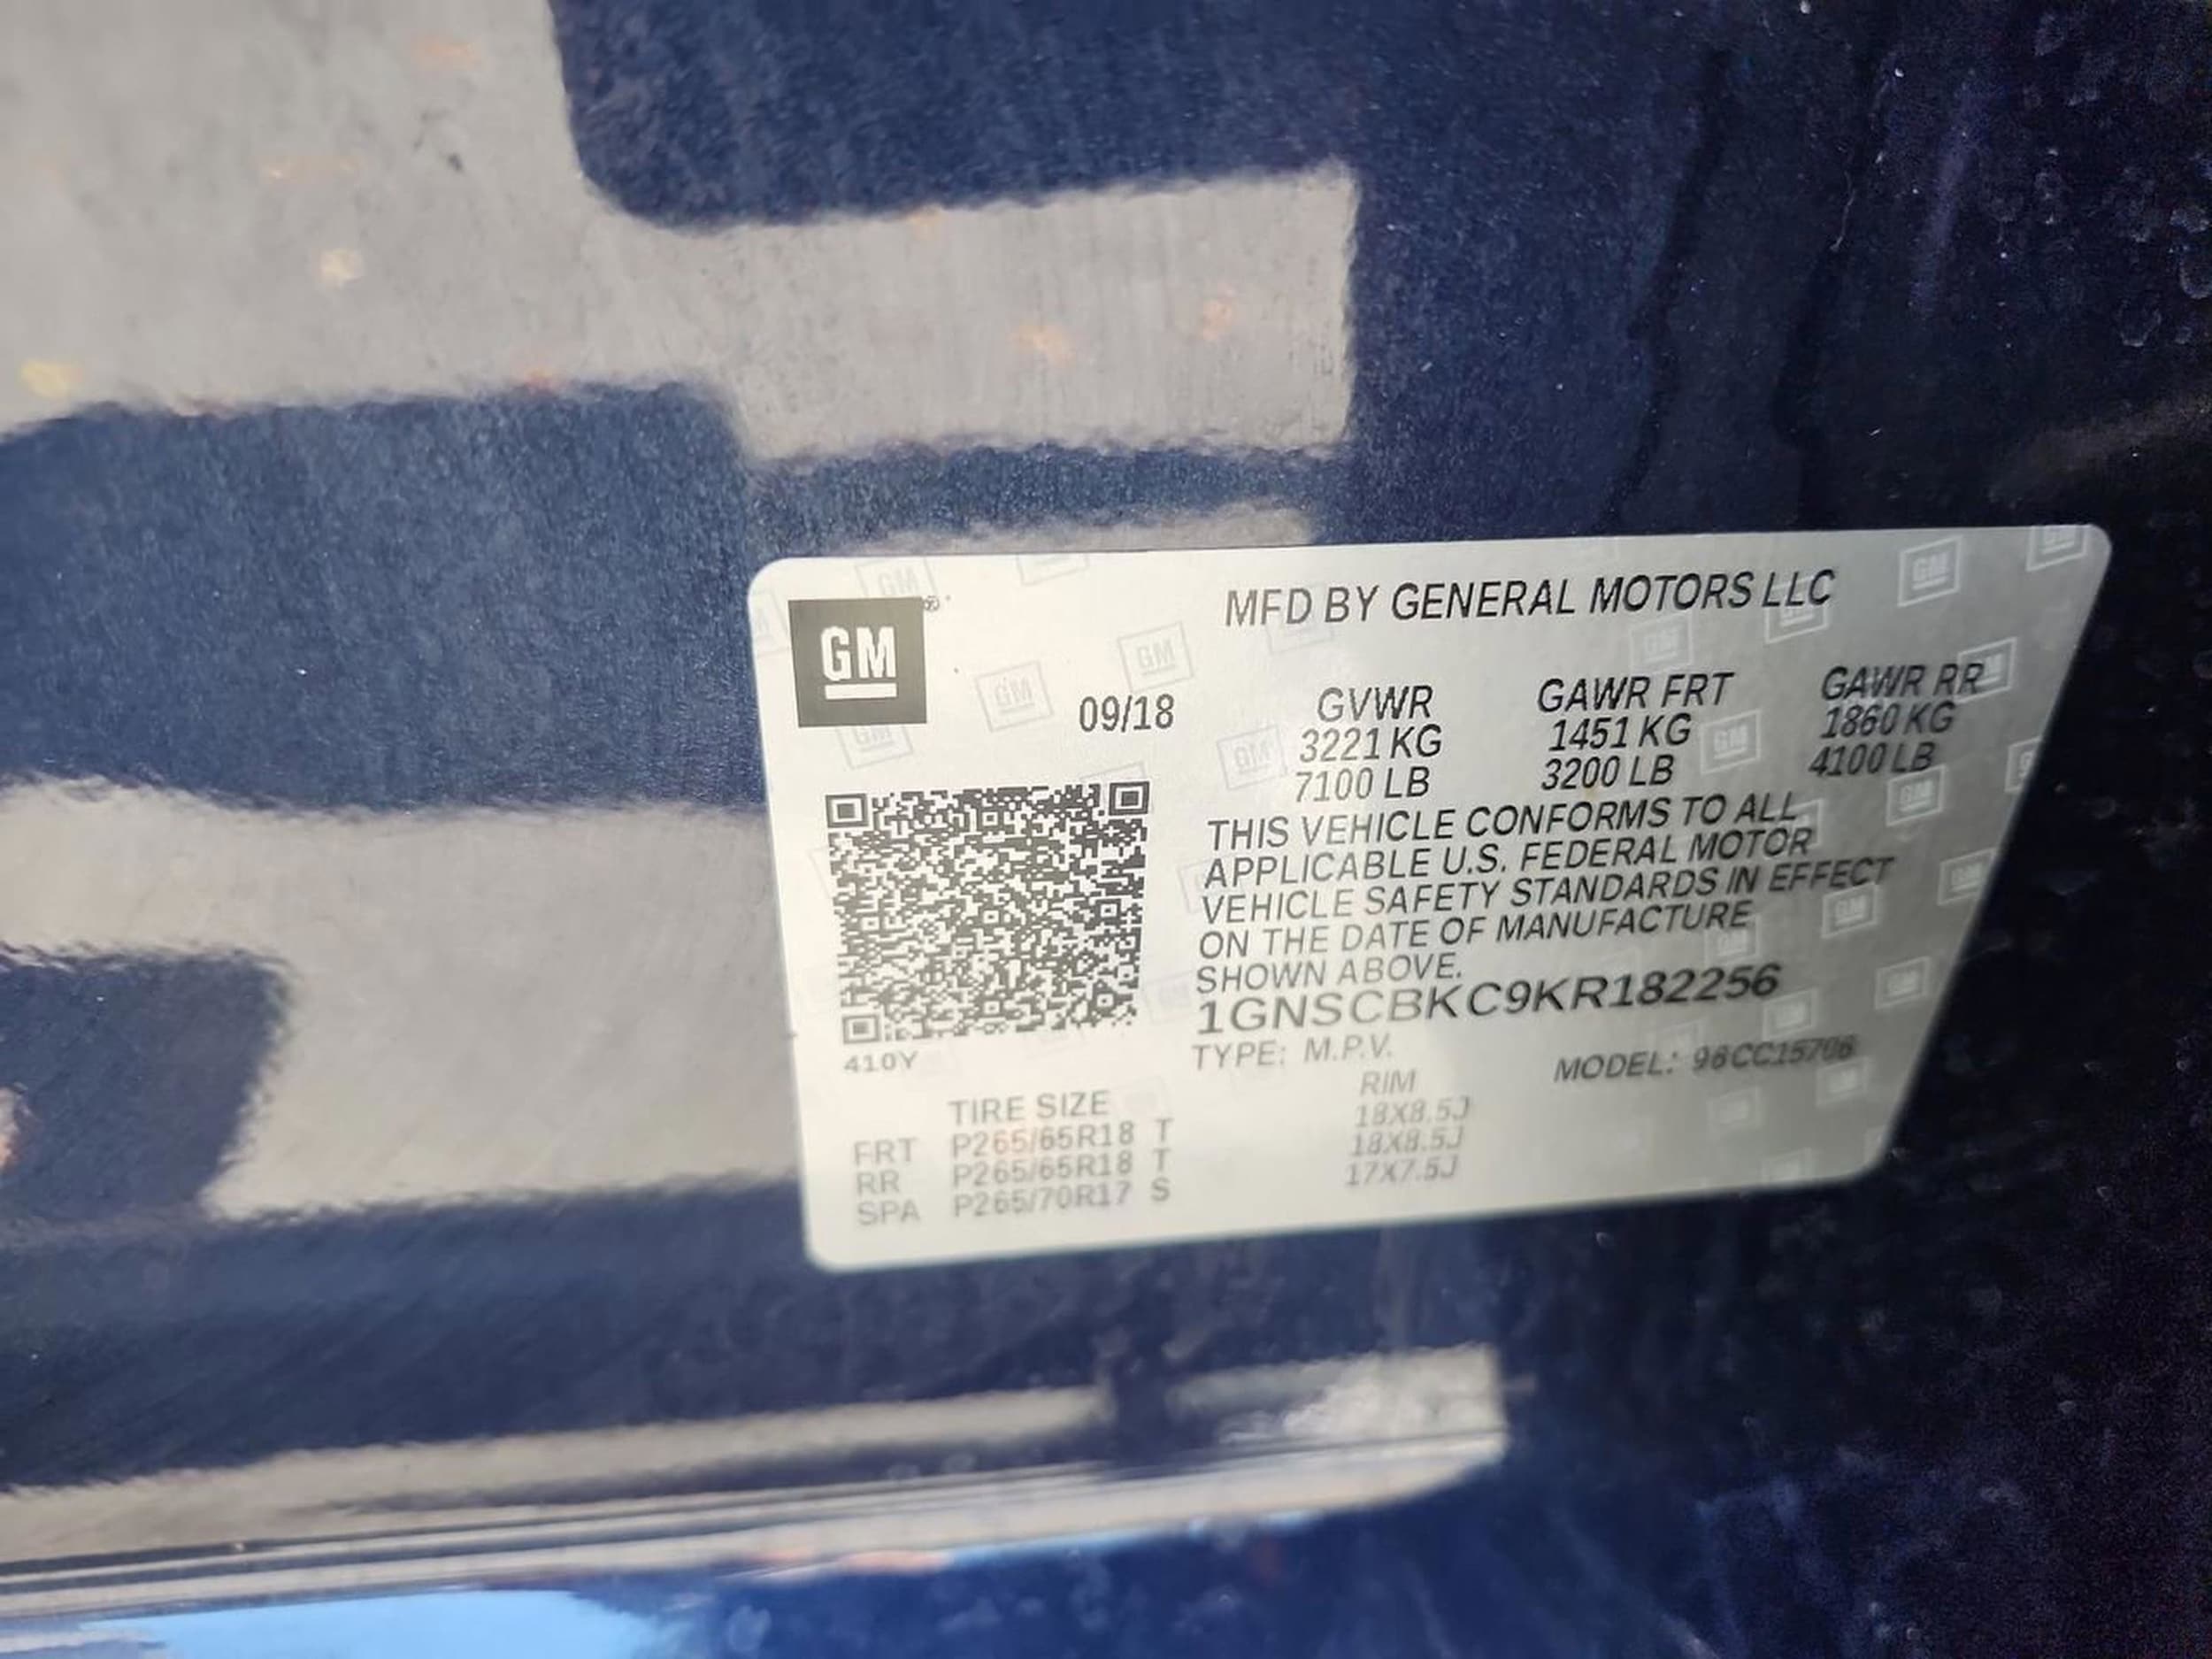 GM
MFD BY GENERAL MOTORS LLC
09/18
GVWR GAWR FRT GAWR RR
3221 KG 1451 KG 1860 KG
7100 LB 3200 LB 4100 LB
THIS VEHICLE CONFORMS TO ALL
APPLICABLE U.S. FEDERAL MOTOR
VEHICLE SAFETY STANDARDS IN EFFECT
ON THE DATE OF MANUFACTURE
SHOWN ABOVE.
1GNSCBKC9KR182256
410Y
TYPE: M.P.V. MODEL: 98CC15706
TIRE SIZE RIM
FRT P265/65R18 T 18X8.5J
RR P265/65R18 T 18X8.5J
SPA P265/70R17 S 17X7.5J